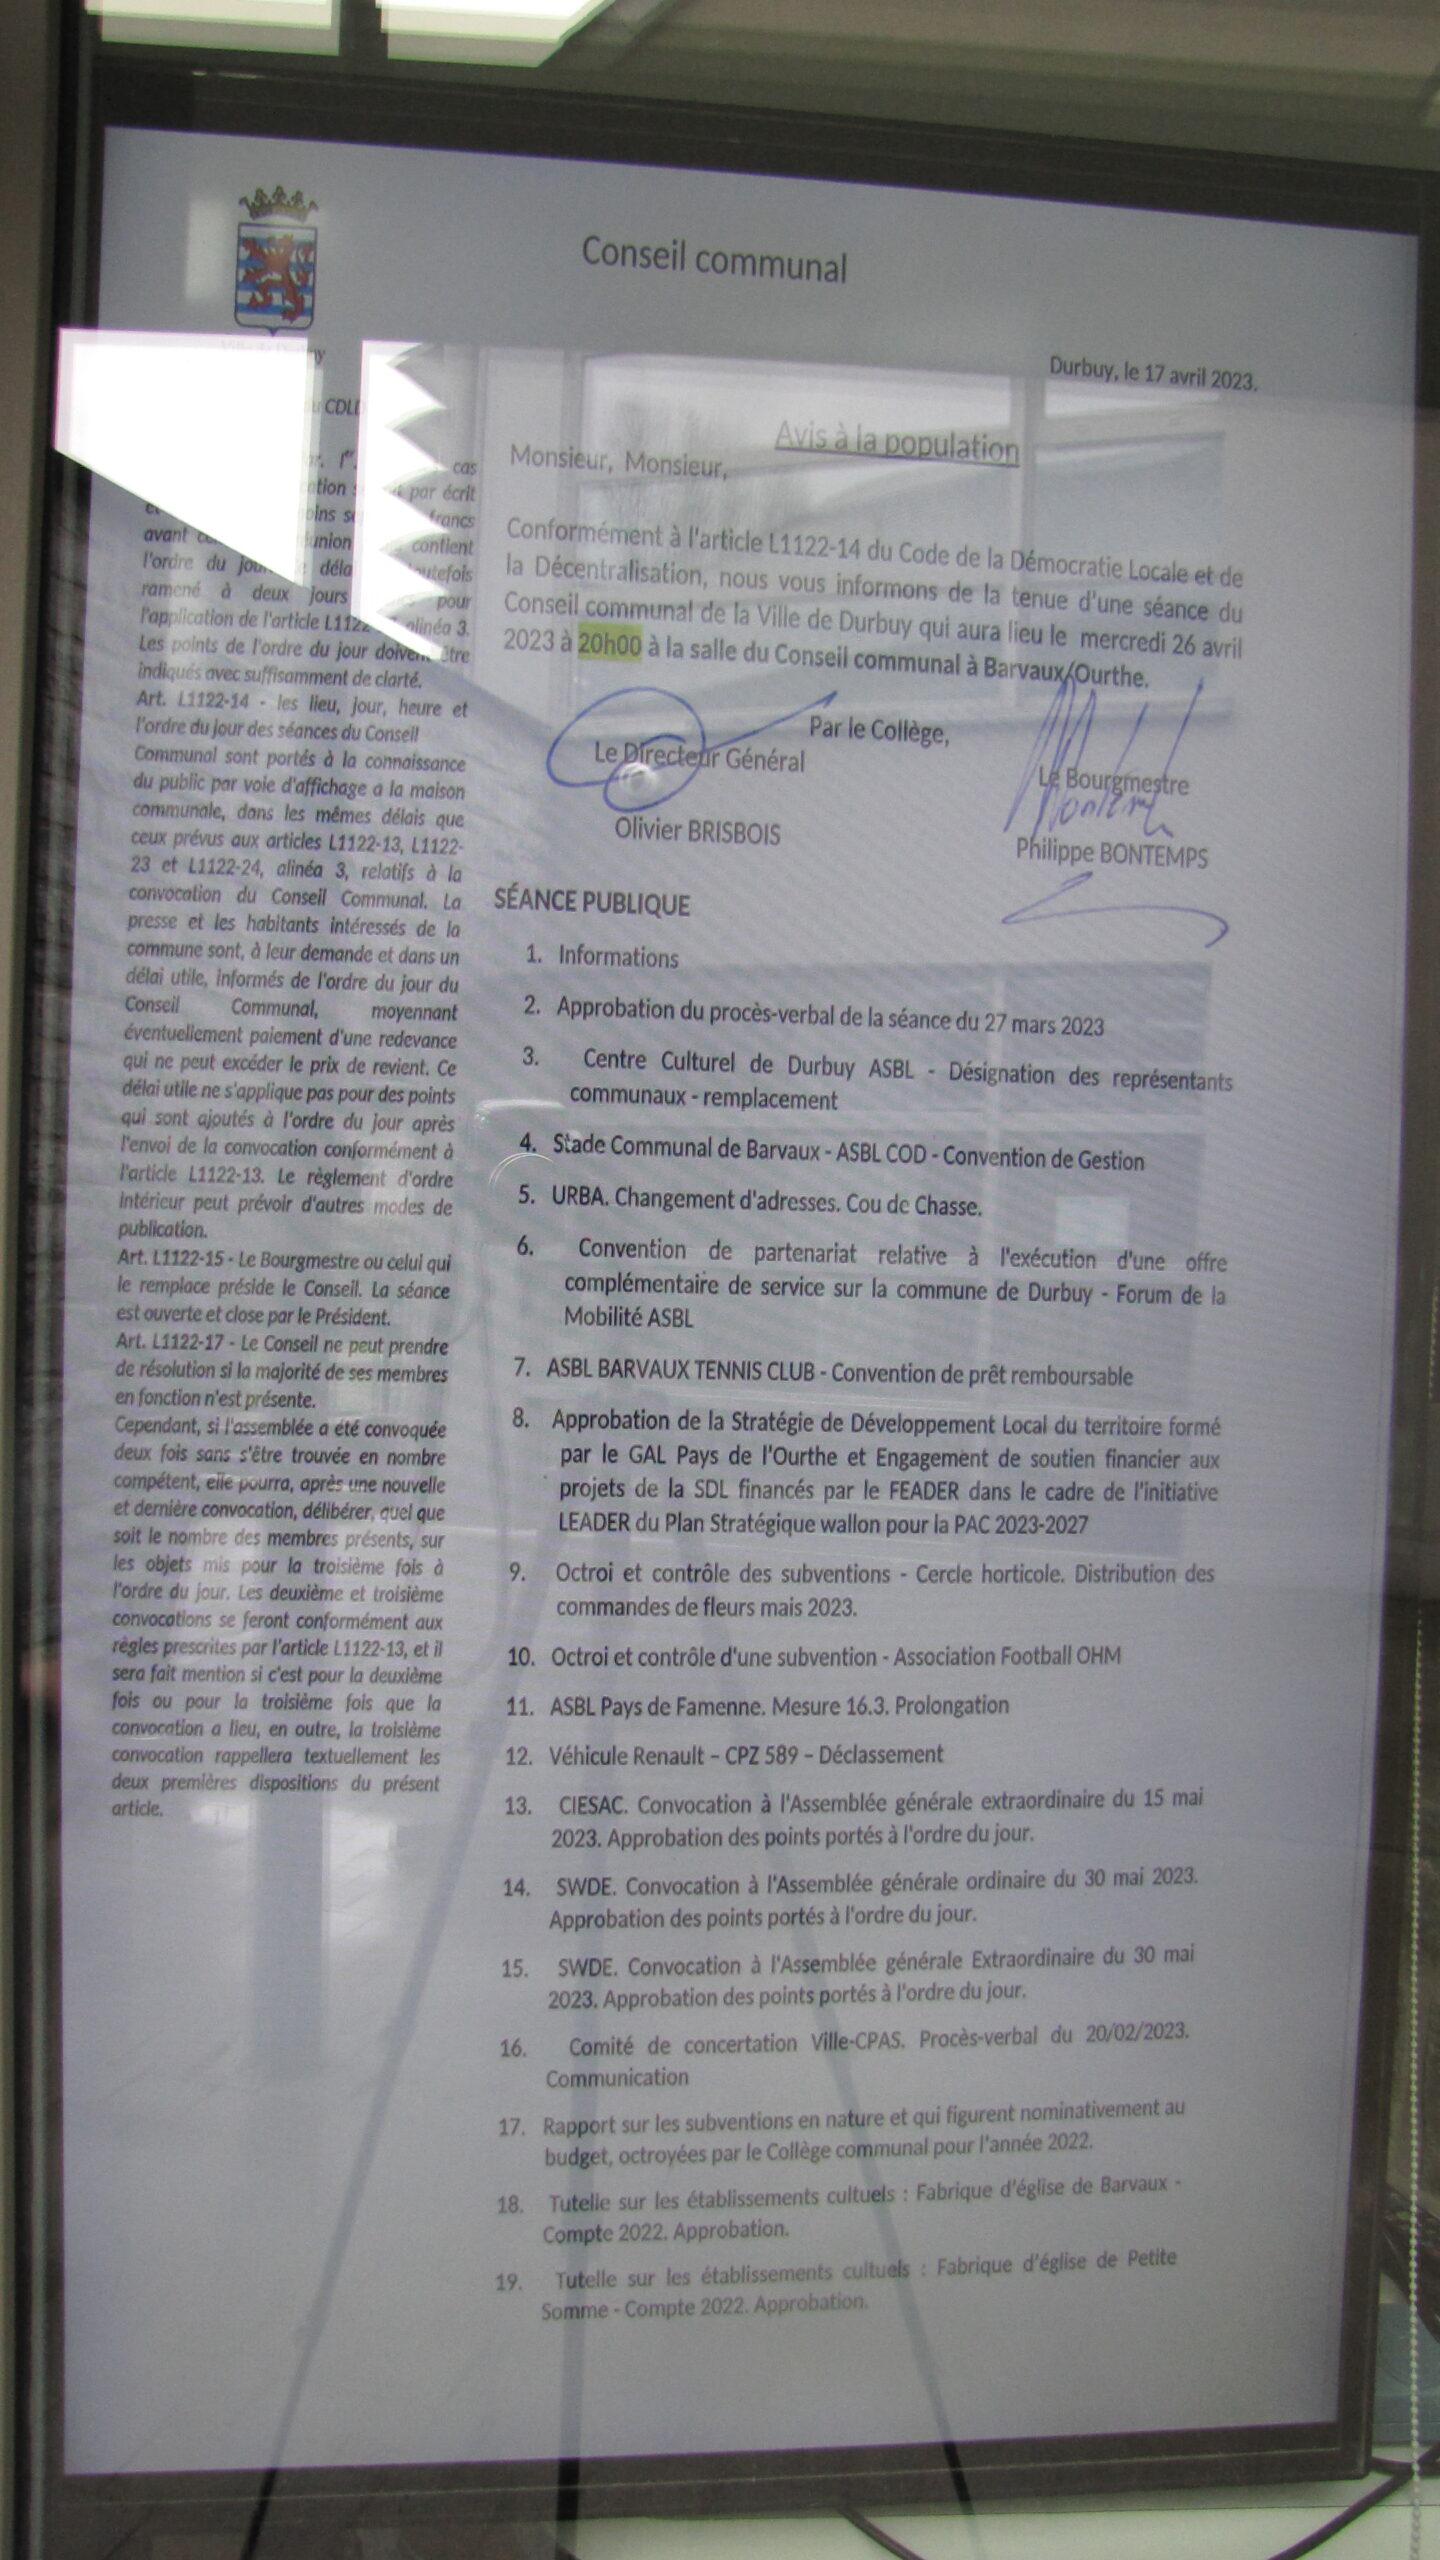 Conseil communal
Durbuy, le 17 avril 2023.
Avis à la population
Monsieur, Monsieur,
Conformément à l'article L1122-14 du Code de la Démocratie Locale et de
la Décentralisation, nous vous informons de la tenue d'une séance du
Conseil communal de la Ville de Durbuy qui aura lieu le mercredi 26 avril
2023 à 20h00 à la salle du Conseil communal à Barvaux/Ourthe.
Par le Collège,
Le Directeur Général
Le Bourgmestre
Olivier BRISBOIS
Philippe BONTEMPS
CDLD
cas
par écrit
francs
avant contient
l'ordre du jour
ramené à deux jours pour
l'application de l'article alinéa 3.
Les points de l'ordre du jour doivent être
indiqués avec suffisamment de clarté.
Art. L1122-14 - les lieu, jour, heure et
l'ordre du jour des séances du Conseil
Communal sont portés à la connaissance
du public par voie d'affichage a la maison
communale, dans les mêmes délais que
ceux prévus aux articles L1122-13, L1122-
23 et L1122-24, alinéa 3, relatifs à la
convocation du Conseil Communal. La
presse et les habitants intéressés de la
commune sont, à leur demande et dans un
délai utile, informés de l'ordre du jour du
Conseil Communal, moyennant
éventuellement paiement d'une redevance
qui ne peut excéder le prix de revient. Ce
délai utile ne s'applique pas pour des points
qui sont ajoutés à l'ordre du jour après
l'envoi de la convocation conformément à
l'article L1122-13. Le règlement d'ordre
intérieur peut prévoir d'autres modes de
publication.
Art. L1122-15 - Le Bourgmestre ou celui qui
le remplace préside le Conseil. La séance
est ouverte et close par le Président.
Art. L1122-17 - Le Conseil ne peut prendre
de résolution si la majorité de ses membres
en fonction n'est présente.
Cependant, si l'assemblée a été convoquée
deux fois sans s'être trouvée en nombre
compétent, elle pourra, après une nouvelle
et dernière convocation, délibérer, quel que
soit le nombre des membres présents, sur
les objets mis pour la troisième fois à
l'ordre du jour. Les deuxième et troisième
convocations se feront conformément aux
règles prescrites par l'article L1122-13, et il
sera fait mention si c'est pour la deuxième
fois ou pour la troisième fois que la
convocation a lieu, en outre, la troisième
convocation rappellera textuellement les
deux premières dispositions du présent
article.
SÉANCE PUBLIQUE
1. Informations
2. Approbation du procès-verbal de la séance du 27 mars 2023
3. Centre Culturel de Durbuy ASBL - Désignation des représentants
communaux - remplacement
4. Stade Communal de Barvaux - ASBL COD - Convention de Gestion
5. URBA. Changement d'adresses. Cou de Chasse.
6. Convention de partenariat relative à l'exécution d'une offre
complémentaire de service sur la commune de Durbuy - Forum de la
Mobilité ASBL
7. ASBL BARVAUX TENNIS CLUB - Convention de prêt remboursable
8. Approbation de la Stratégie de Développement Local du territoire formé
par le GAL Pays de l'Ourthe et Engagement de soutien financier aux
projets de la SDL financés par le FEADER dans le cadre de l'initiative
LEADER du Plan Stratégique wallon pour la PAC 2023-2027
9. Octroi et contrôle des subventions - Cercle horticole. Distribution des
commandes de fleurs mais 2023.
10. Octroi et contrôle d'une subvention - Association Football OHM
11. ASBL Pays de Famenne. Mesure 16.3. Prolongation
12. Véhicule Renault – CPZ 589 – Déclassement
13. CIESAC. Convocation à l'Assemblée générale extraordinaire du 15 mai
2023. Approbation des points portés à l'ordre du jour.
14. SWDE. Convocation à l'Assemblée générale ordinaire du 30 mai 2023.
Approbation des points portés à l'ordre du jour.
15. SWDE. Convocation à l'Assemblée générale Extraordinaire du 30 mai
2023. Approbation des points portés à l'ordre du jour.
16. Comité de concertation Ville-CPAS. Procès-verbal du 20/02/2023.
Communication
17. Rapport sur les subventions en nature et qui figurent nominativement au
budget, octroyées par le Collège communal pour l'année 2022.
18. Tutelle sur les établissements cultuels : Fabrique d'église de Barvaux -
Compte 2022. Approbation.
19. Tutelle sur les établissements cultuels : Fabrique d'église de Petite
Somme - Compte 2022. Approbation.